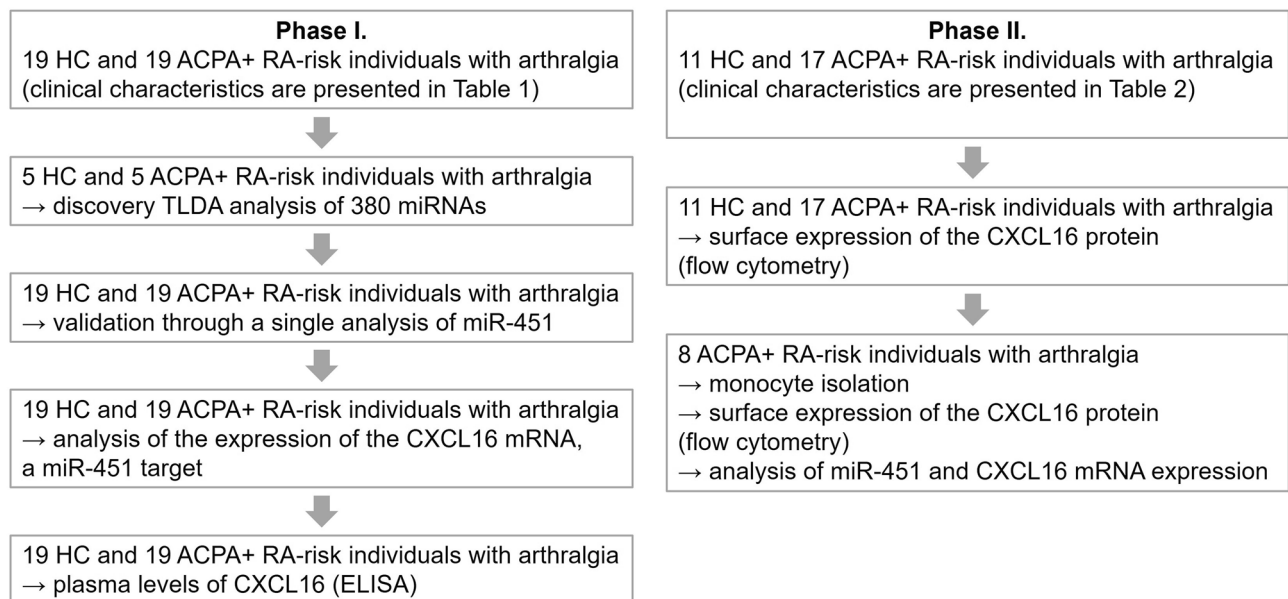 Phase I.
19 HC and 19 ACPA+ RA-risk individuals with arthralgia
(clinical characteristics are presented in Table 1)
5 HC and 5 ACPA+ RA-risk individuals with arthralgia
→ discovery TLDA analysis of 380 miRNAs
19 HC and 19 ACPA+ RA-risk individuals with arthralgia
→ validation through a single analysis of miR-451
19 HC and 19 ACPA+ RA-risk individuals with arthralgia
→ analysis of the expression of the CXCL16 mRNA,
a miR-451 target
19 HC and 19 ACPA+ RA-risk individuals with arthralgia
→ plasma levels of CXCL16 (ELISA)
Phase II.
11 HC and 17 ACPA+ RA-risk individuals with arthralgia
(clinical characteristics are presented in Table 2)
11 HC and 17 ACPA+ RA-risk individuals with arthralgia
→ surface expression of the CXCL16 protein
(flow cytometry)
8 ACPA+ RA-risk individuals with arthralgia
→ monocyte isolation
→ surface expression of the CXCL16 protein
(flow cytometry)
→ analysis of miR-451 and CXCL16 mRNA expression